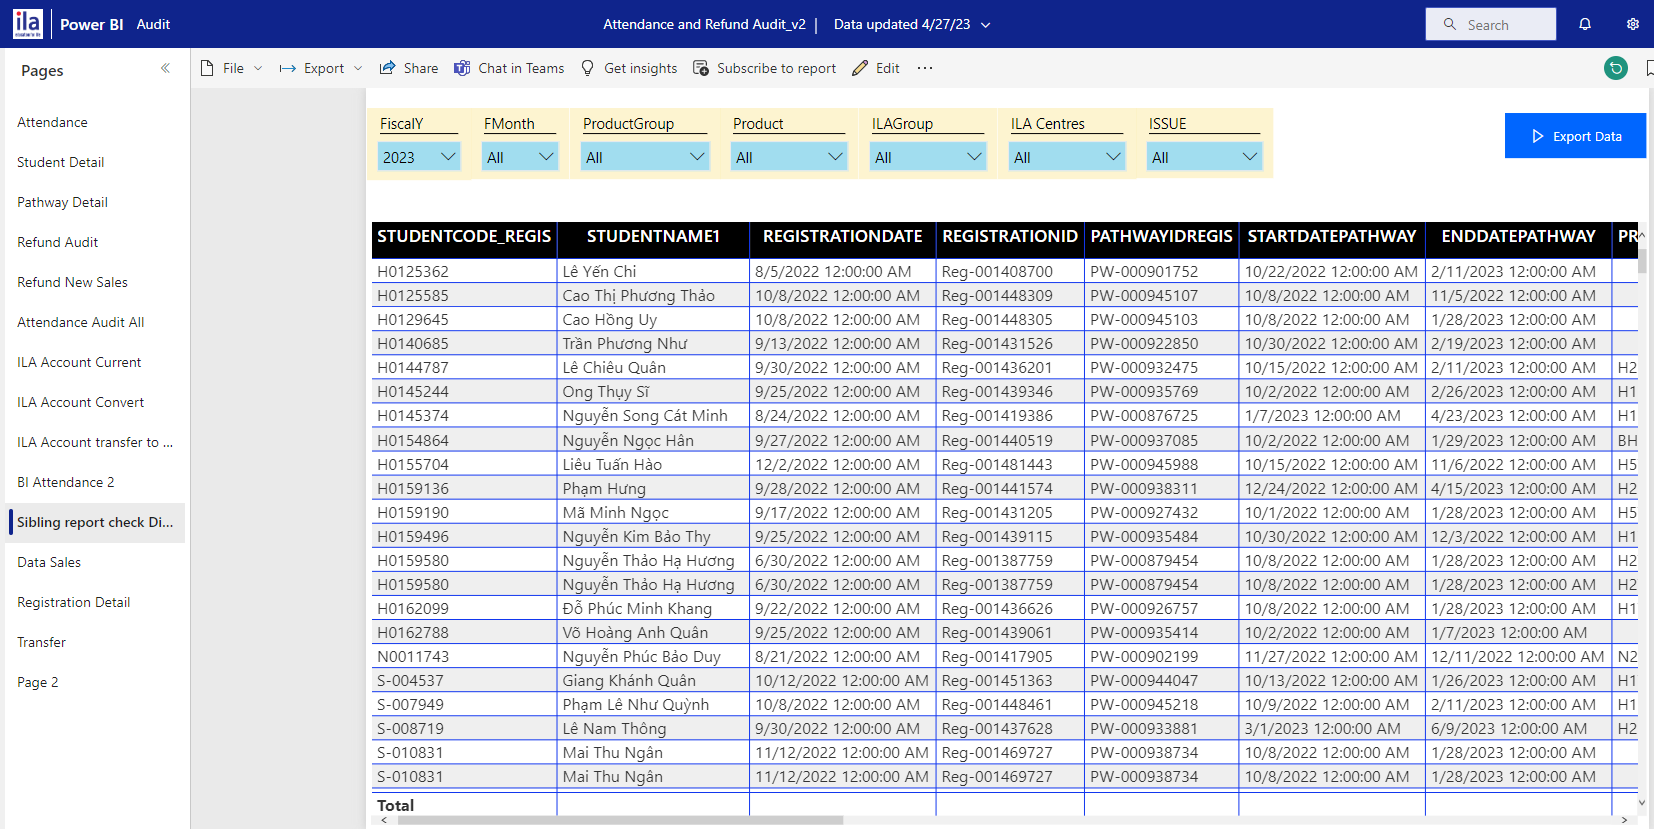 ila Power BI Audit Attendance and Refund Audit_v2 | Data updated 4/27/23 Search
Pages File Export Share Chat in Teams Get insights Subscribe to report Edit ...
Attendance
Student Detail
Pathway Detail
Refund Audit
Refund New Sales
Attendance Audit All
ILA Account Current
ILA Account Convert
ILA Account transfer to ...
BI Attendance 2
Sibling report check Di...
Data Sales
Registration Detail
Transfer
Page 2
FiscalY FMonth ProductGroup Product ILAGroup ILA Centres ISSUE
2023 All All All All All All
Export Data
STUDENTCODE_REGIS STUDENTNAME1 REGISTRATIONDATE REGISTRATIONID PATHWAYIDREGIS STARTDATEPATHWAY ENDDATEPATHWAY PR
H0125362 Lê Yến Chi 8/5/2022 12:00:00 AM Reg-001408700 PW-000901752 10/22/2022 12:00:00 AM 2/11/2023 12:00:00 AM
H0125585 Cao Thị Phương Thảo 10/8/2022 12:00:00 AM Reg-001448309 PW-000945107 10/8/2022 12:00:00 AM 11/5/2022 12:00:00 AM
H0129645 Cao Hồng Uy 10/8/2022 12:00:00 AM Reg-001448305 PW-000945103 10/8/2022 12:00:00 AM 1/28/2023 12:00:00 AM
H0140685 Trần Phương Như 9/13/2022 12:00:00 AM Reg-001431526 PW-000922850 10/30/2022 12:00:00 AM 2/19/2023 12:00:00 AM
H0144787 Lê Chiêu Quân 9/30/2022 12:00:00 AM Reg-001436201 PW-000932475 10/15/2022 12:00:00 AM 2/11/2023 12:00:00 AM H2
H0145244 Ong Thụy Sĩ 9/25/2022 12:00:00 AM Reg-001439346 PW-000935769 10/2/2022 12:00:00 AM 2/26/2023 12:00:00 AM H1
H0145374 Nguyễn Song Cát Minh 8/24/2022 12:00:00 AM Reg-001419386 PW-000876725 1/7/2023 12:00:00 AM 4/23/2023 12:00:00 AM H1
H0154864 Nguyễn Ngọc Hân 9/27/2022 12:00:00 AM Reg-001440519 PW-000937085 10/2/2022 12:00:00 AM 1/29/2023 12:00:00 AM BH
H0155704 Liêu Tuấn Hào 12/2/2022 12:00:00 AM Reg-001481443 PW-000945988 10/15/2022 12:00:00 AM 11/6/2022 12:00:00 AM H5
H0159136 Phạm Hưng 9/28/2022 12:00:00 AM Reg-001441574 PW-000938311 12/24/2022 12:00:00 AM 4/15/2023 12:00:00 AM H2
H0159190 Mã Minh Ngọc 9/17/2022 12:00:00 AM Reg-001431205 PW-000927432 10/1/2022 12:00:00 AM 1/28/2023 12:00:00 AM H5
H0159496 Nguyễn Kim Bảo Thy 9/25/2022 12:00:00 AM Reg-001439115 PW-000935484 10/30/2022 12:00:00 AM 12/3/2022 12:00:00 AM H1
H0159580 Nguyễn Thảo Hạ Hương 6/30/2022 12:00:00 AM Reg-001387759 PW-000879454 10/8/2022 12:00:00 AM 1/28/2023 12:00:00 AM H2
H0159580 Nguyễn Thảo Hạ Hương 6/30/2022 12:00:00 AM Reg-001387759 PW-000879454 10/8/2022 12:00:00 AM 1/28/2023 12:00:00 AM H2
H0162099 Đỗ Phúc Minh Khang 9/22/2022 12:00:00 AM Reg-001436626 PW-000926757 10/8/2022 12:00:00 AM 1/28/2023 12:00:00 AM H1
H0162788 Võ Hoàng Anh Quân 9/25/2022 12:00:00 AM Reg-001439061 PW-000935414 10/2/2022 12:00:00 AM 1/7/2023 12:00:00 AM
N0011743 Nguyễn Phúc Bảo Duy 8/21/2022 12:00:00 AM Reg-001417905 PW-000902199 11/27/2022 12:00:00 AM 12/11/2022 12:00:00 AM N2
S-004537 Giang Khánh Quân 10/12/2022 12:00:00 AM Reg-001451363 PW-000944047 10/13/2022 12:00:00 AM 1/26/2023 12:00:00 AM H1
S-007949 Phạm Lê Như Quỳnh 10/8/2022 12:00:00 AM Reg-001448461 PW-000945218 10/9/2022 12:00:00 AM 2/11/2023 12:00:00 AM H1
S-008719 Lê Nam Thông 9/30/2022 12:00:00 AM Reg-001437628 PW-000933881 3/1/2023 12:00:00 AM 6/9/2023 12:00:00 AM H2
S-010831 Mai Thu Ngân 11/12/2022 12:00:00 AM Reg-001469727 PW-000938734 10/8/2022 12:00:00 AM 1/28/2023 12:00:00 AM
S-010831 Mai Thu Ngân 11/12/2022 12:00:00 AM Reg-001469727 PW-000938734 10/8/2022 12:00:00 AM 1/28/2023 12:00:00 AM
Total